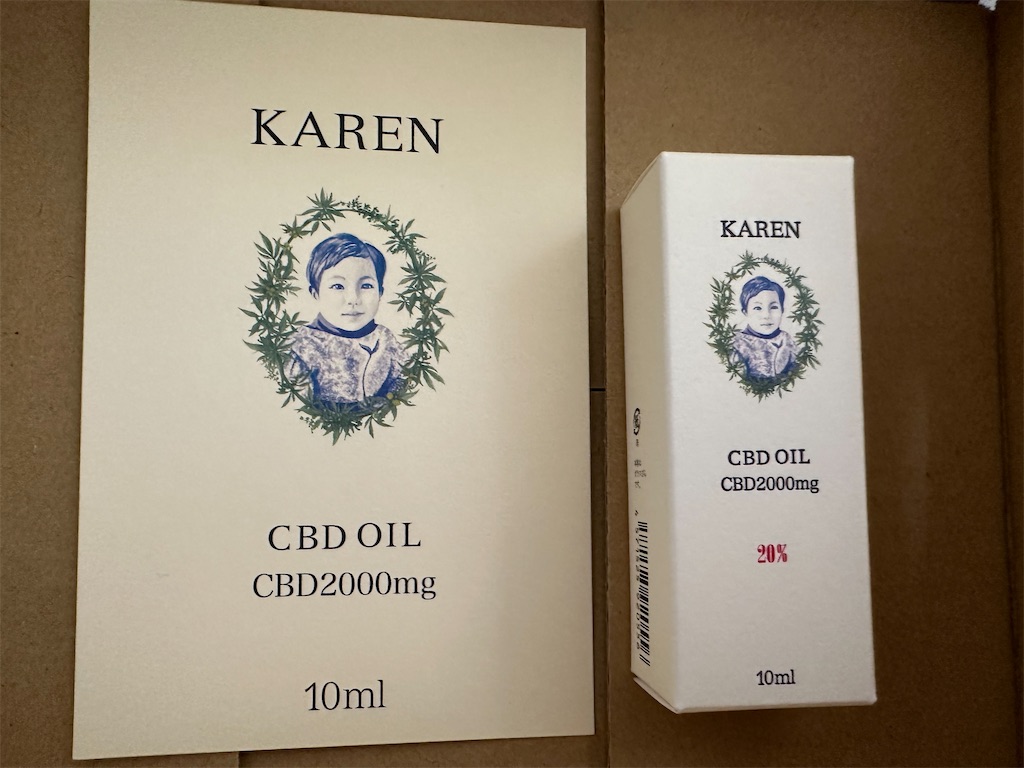 KAREN
CBD OIL
CBD2000mg
10ml
KAREN
CBD OIL
CBD2000mg
20%
10ml